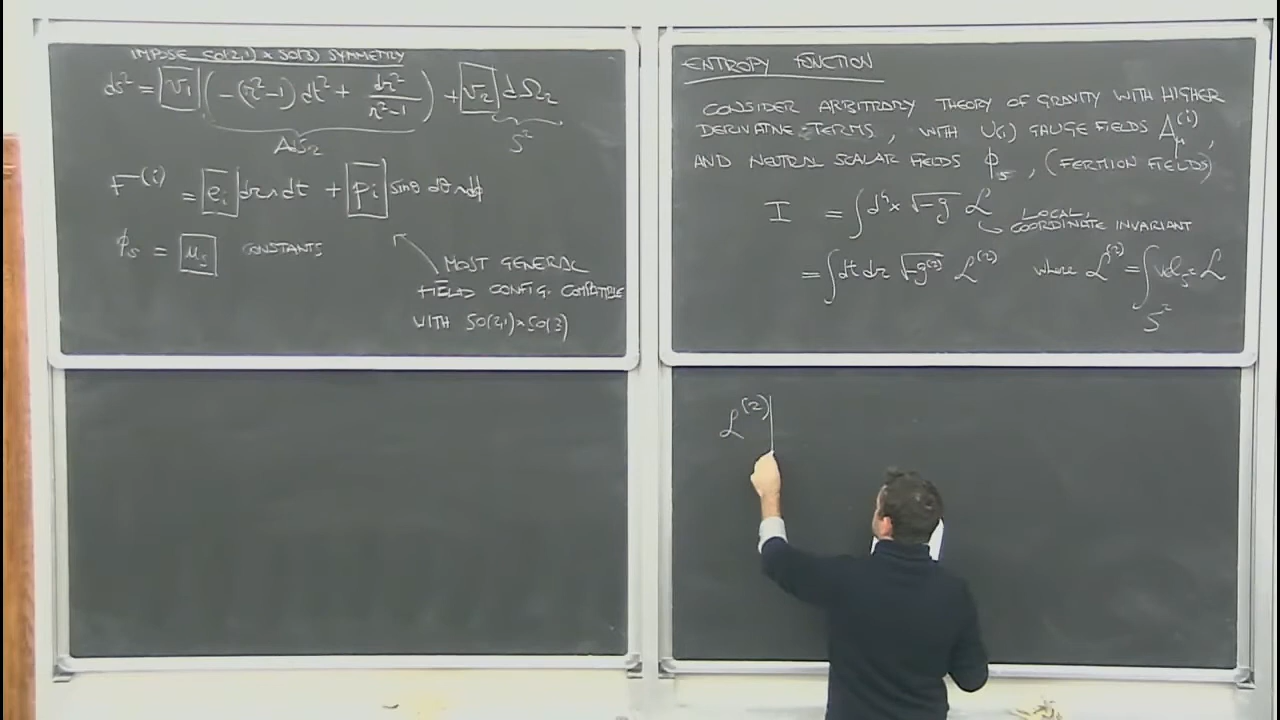 IMPOSE SO(2,1) × SO(3) SYMMETRY
ds² = v₁ ( -(r²-1) dt² + dr²/(r²-1) ) + v₂ dΩ₂
AdS₂ S²
F⁽ⁱ⁾ = eᵢ dr∧dt + pᵢ sinθ dθ∧dϕ
ϕₛ = uₛ CONSTANTS
MOST GENERAL
FIELD CONFIG. COMPATIBLE
WITH SO(2,1)×SO(3)
ENTROPY FUNCTION
CONSIDER ARBITRARY THEORY OF GRAVITY WITH HIGHER
DERIVATIVE TERMS, WITH U(1) GAUGE FIELDS A_μ⁽ⁱ⁾,
AND NEUTRAL SCALAR FIELDS ϕₛ, (FERMION FIELDS)
I = ∫d⁴x √-g ℒ LOCAL,
COORDINATE INVARIANT
= ∫dt dr √-g⁽²⁾ ℒ⁽²⁾ where ℒ⁽²⁾ = ∫ vol_S² ℒ
S²
ℒ⁽²⁾|